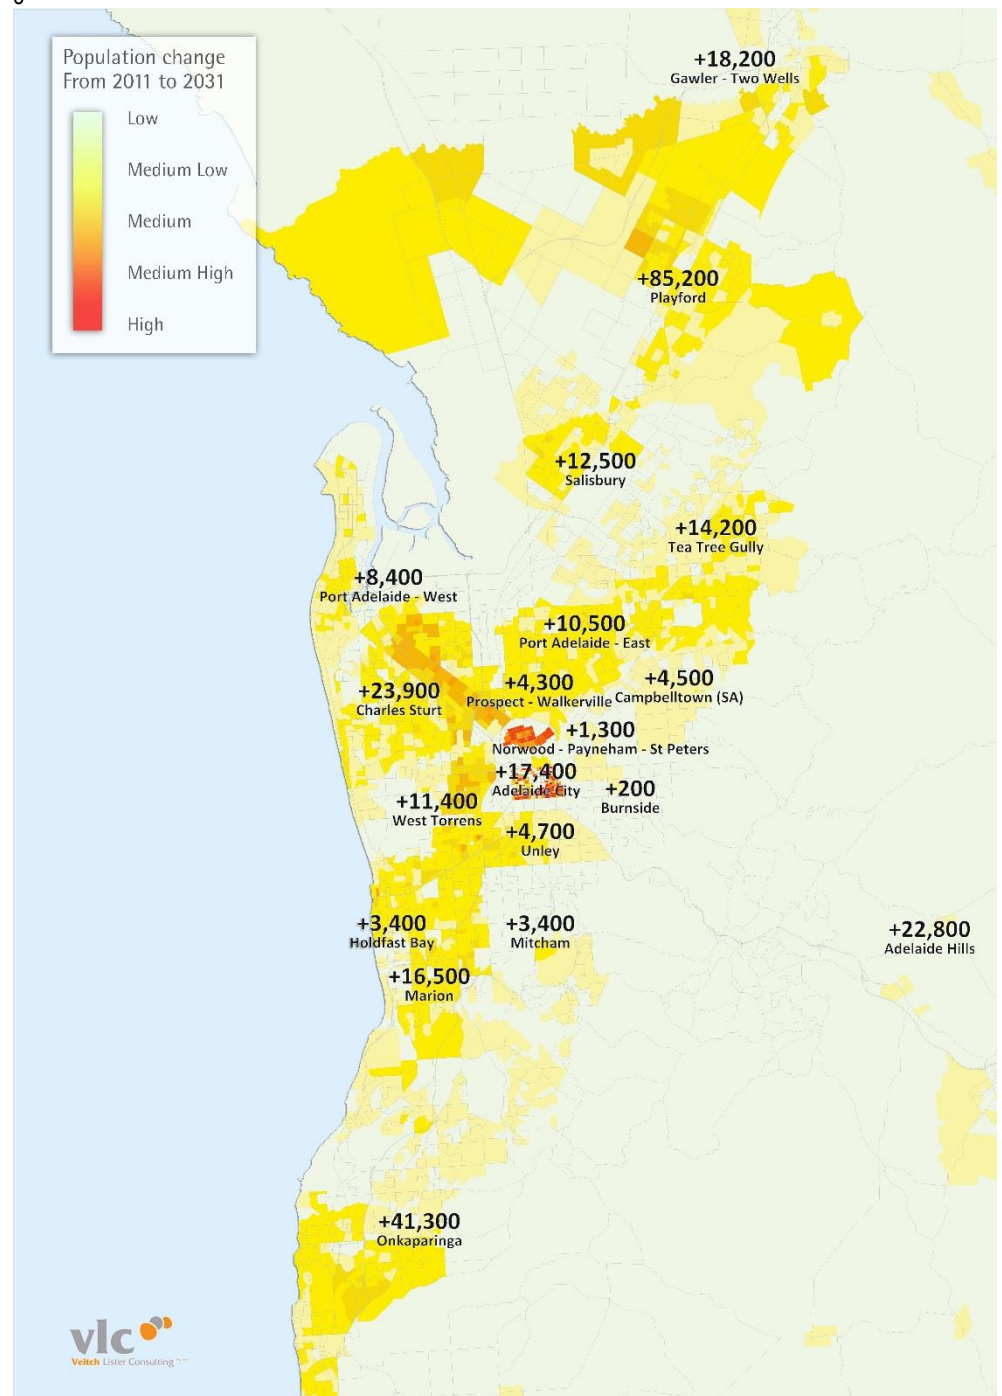 Population change
From 2011 to 2031
Low
Medium Low
Medium
Medium High
High
+18,200
Gawler - Two Wells
+85,200
Playford
+12,500
Salisbury
+14,200
Tea Tree Gully
+8,400
Port Adelaide - West
+10,500
Port Adelaide - East
+4,500
Campbelltown (SA)
+4,300
Prospect - Walkerville
+23,900
Charles Sturt
+1,300
Norwood - Payneham - St Peters
+17,400
Adelaide City
+200
Burnside
+11,400
West Torrens
+4,700
Unley
+3,400
Holdfast Bay
+3,400
Mitcham
+22,800
Adelaide Hills
+16,500
Marion
+41,300
Onkaparinga
vlc
Veitch Lister Consulting